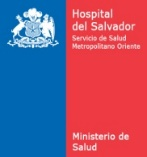 Hospital
del Salvador
Servicio de Salud
Metropolitano Oriente
Ministerio de
Salud